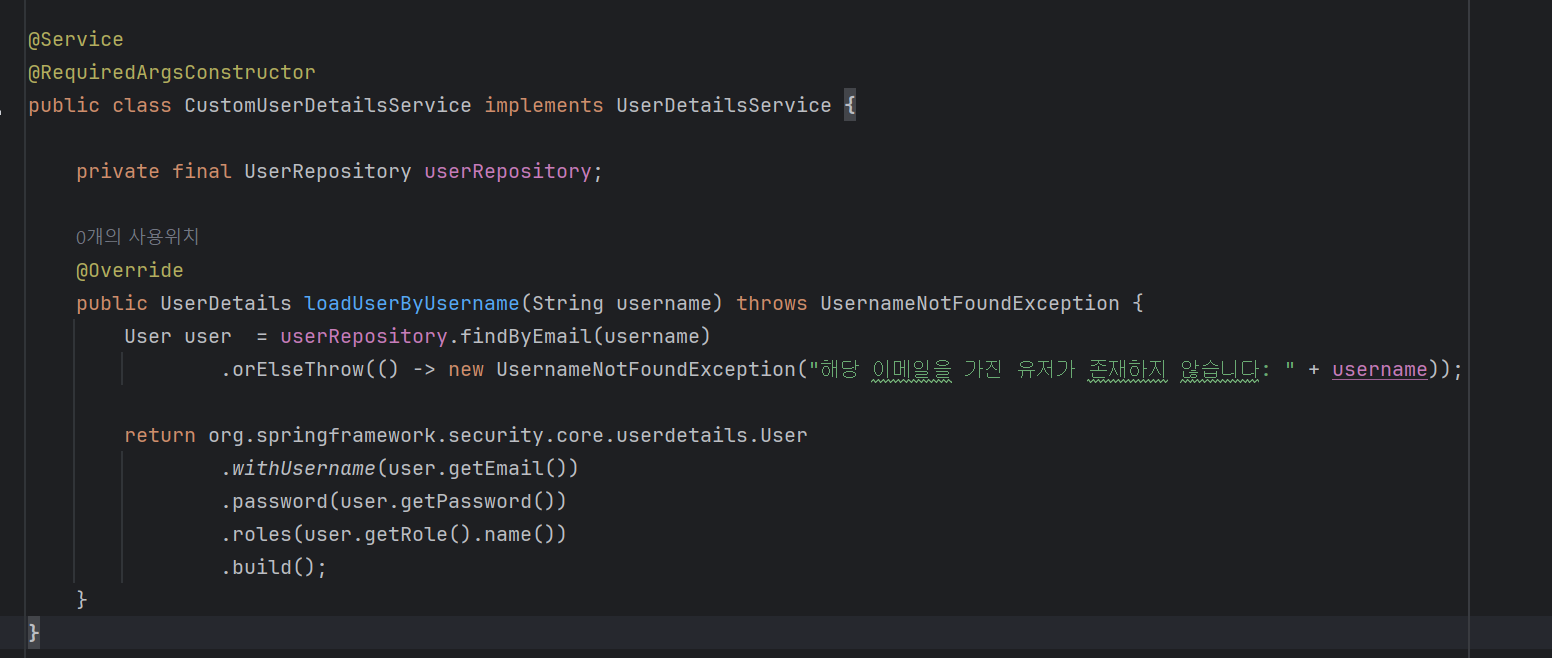 @Service
@RequiredArgsConstructor
public class CustomUserDetailsService implements UserDetailsService {
private final UserRepository userRepository;
0개의 사용위치
@Override
public UserDetails loadUserByUsername(String username) throws UsernameNotFoundException {
User user  = userRepository.findByEmail(username)
.orElseThrow(() -> new UsernameNotFoundException("해당 이메일을 가진 유저가 존재하지 않습니다: " + username));
return org.springframework.security.core.userdetails.User
.withUsername(user.getEmail())
.password(user.getPassword())
.roles(user.getRole().name())
.build();
}
}